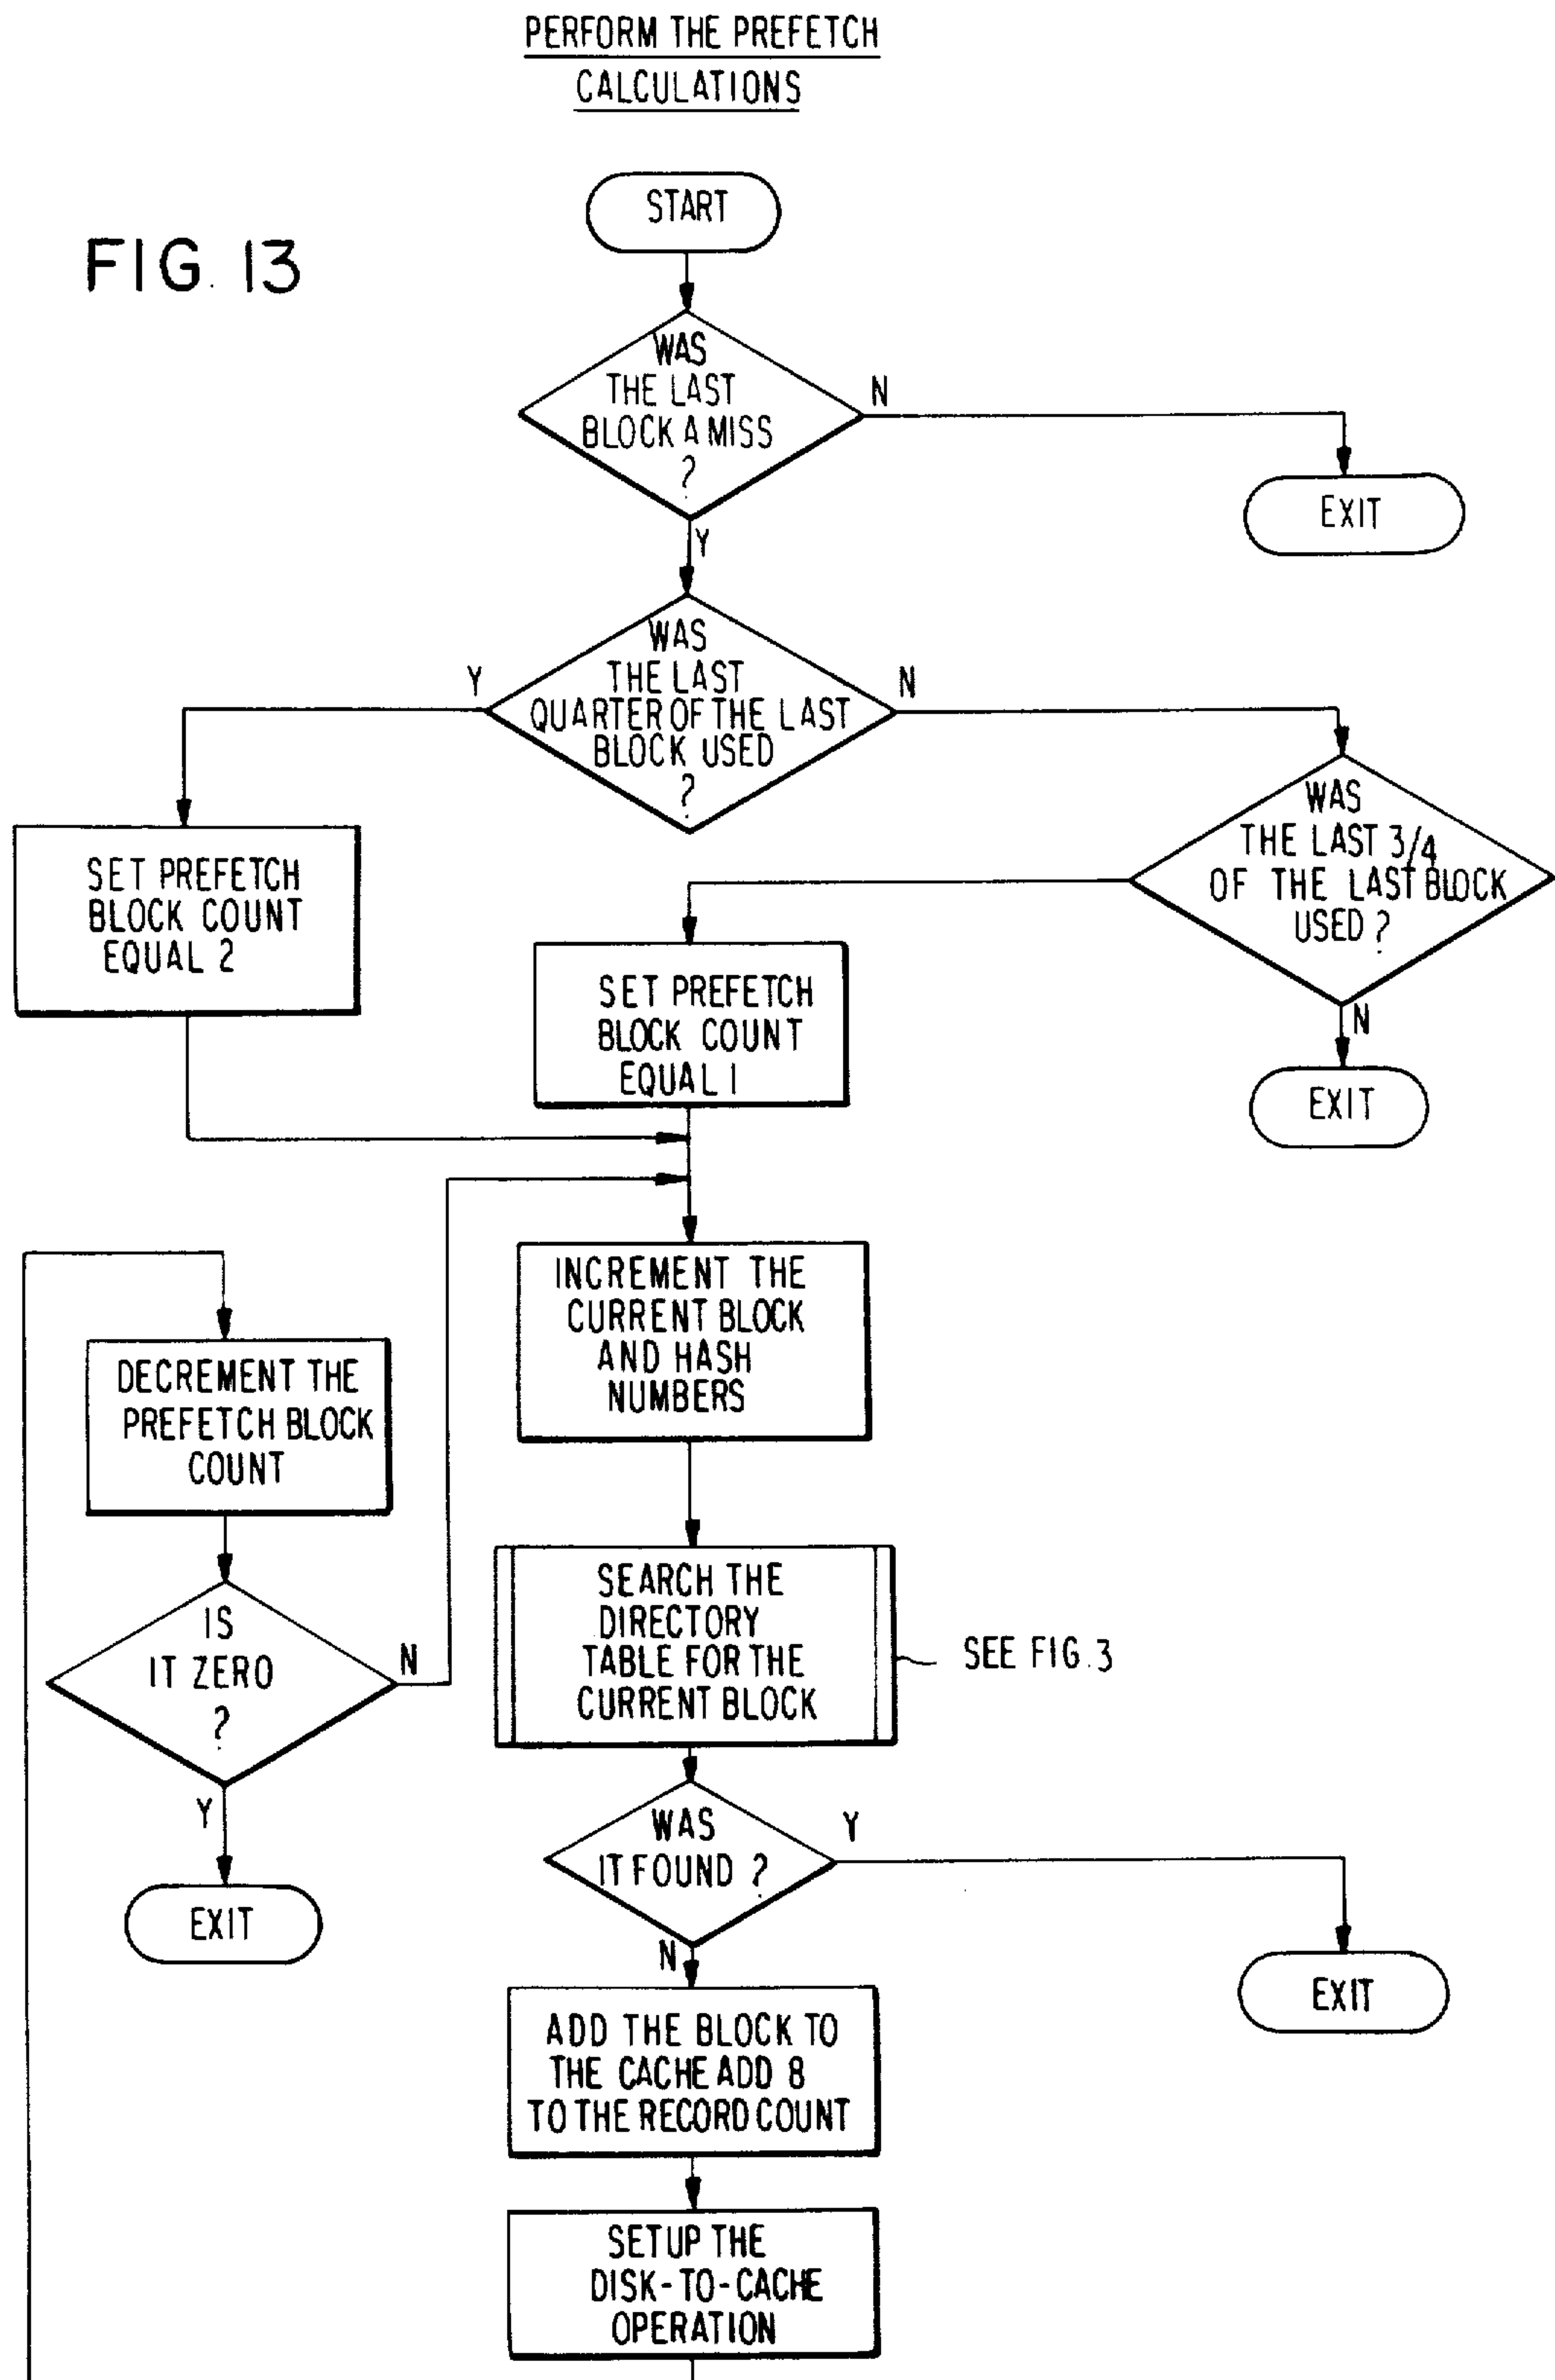 PERFORM THE PREFETCH
CALCULATIONS
FIG. 13
START
WAS
THE LAST
BLOCK A MISS
?
N
EXIT
Y
WAS
THE LAST
QUARTER OF THE LAST
BLOCK USED
?
Y
N
WAS
THE LAST 3/4
OF THE LAST BLOCK
USED ?
N
EXIT
SET PREFETCH
BLOCK COUNT
EQUAL 2
SET PREFETCH
BLOCK COUNT
EQUAL 1
INCREMENT THE
CURRENT BLOCK
AND HASH
NUMBERS
DECREMENT THE
PREFETCH BLOCK
COUNT
IS
IT ZERO
?
N
Y
EXIT
SEARCH THE
DIRECTORY
TABLE FOR THE
CURRENT BLOCK
SEE FIG. 3
WAS
IT FOUND ?
Y
EXIT
N
ADD THE BLOCK TO
THE CACHE ADD 8
TO THE RECORD COUNT
SETUP THE
DISK-TO-CACHE
OPERATION